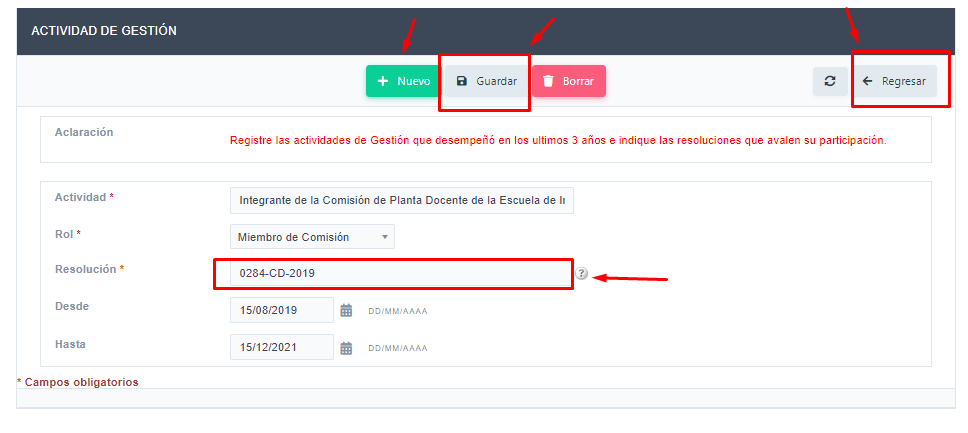 ACTIVIDAD DE GESTIÓN
+ Nuevo Guardar Borrar Regresar
Aclaración
Registre las actividades de Gestión que desempeñó en los ultimos 3 años e indique las resoluciones que avalen su participación.
Actividad * Integrante de la Comisión de Planta Docente de la Escuela de
Rol * Miembro de Comisión
Resolución * 0284-CD-2019 ?
Desde 15/08/2019 DD/MM/AAAA
Hasta 15/12/2021 DD/MM/AAAA
* Campos obligatorios